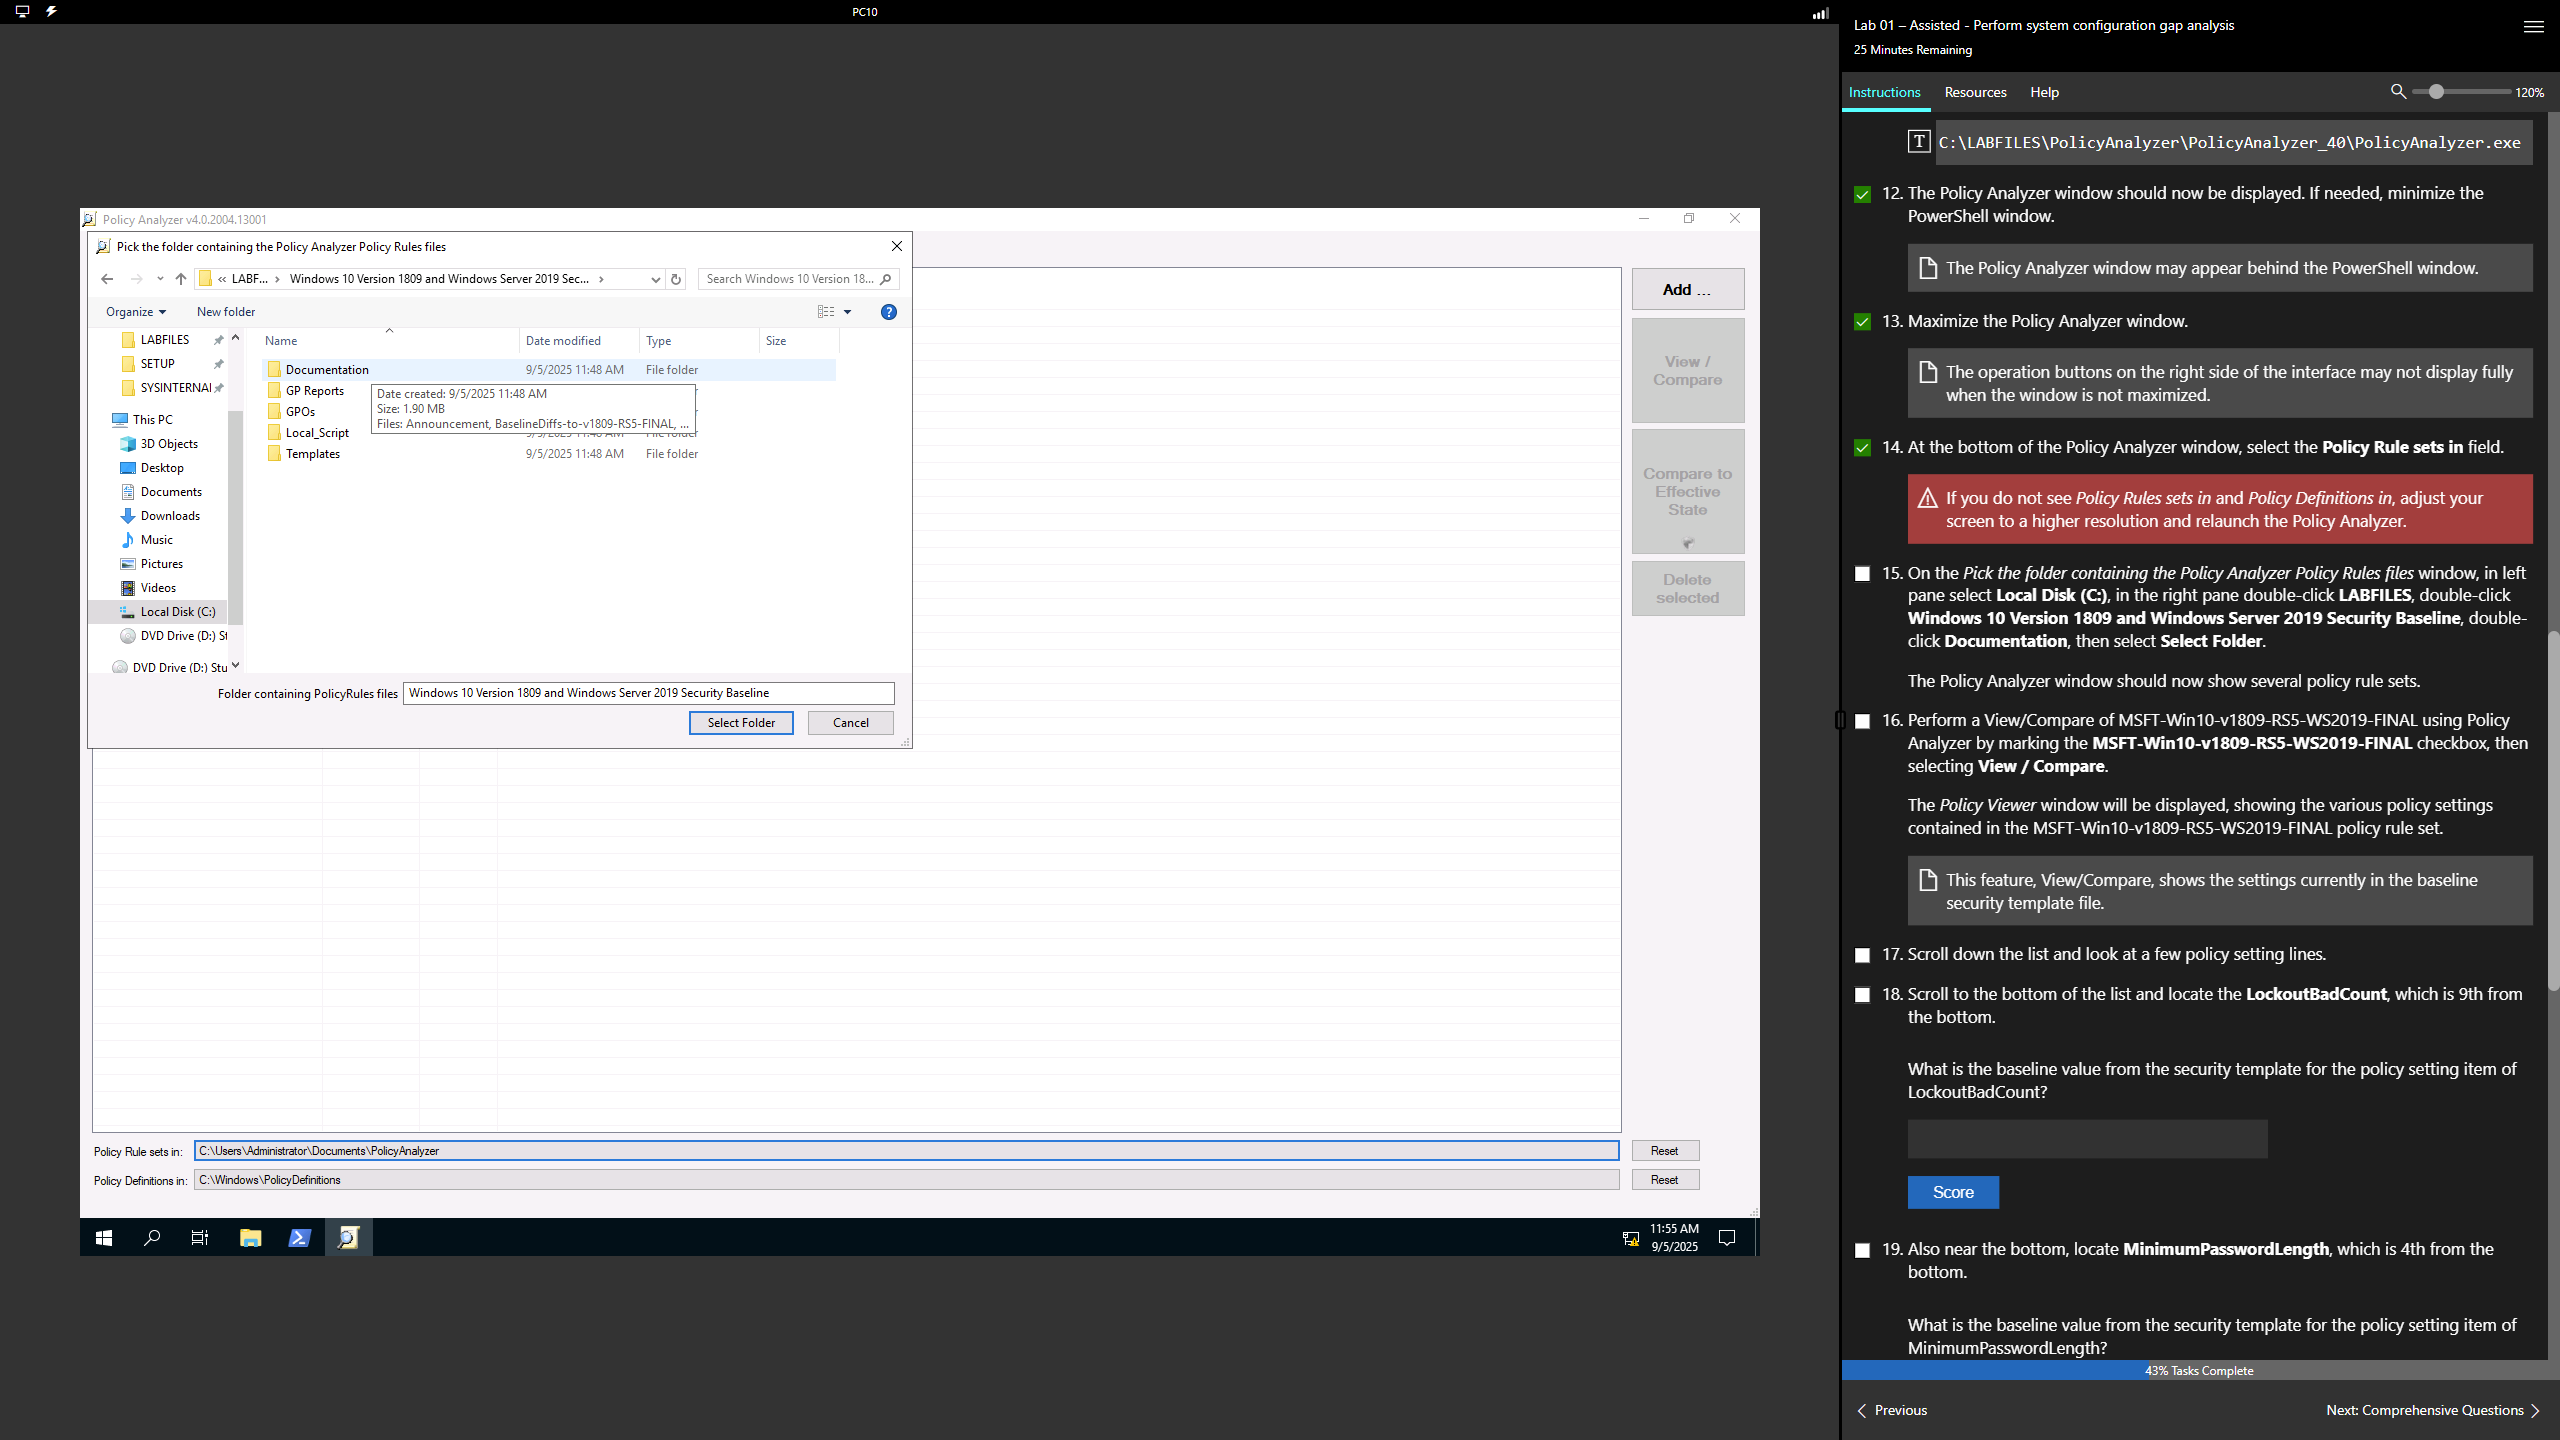 PC10
Policy Analyzer v4.0.2004.13001
Pick the folder containing the Policy Analyzer Policy Rules files
« LABF... › Windows 10 Version 1809 and Windows Server 2019 Sec... ›
Search Windows 10 Version 18...
Organize
New folder
LABFILES
SETUP
SYSINTERNAI
This PC
3D Objects
Desktop
Documents
Downloads
Music
Pictures
Videos
Local Disk (C:)
DVD Drive (D:) St
DVD Drive (D:) Stu
Name Date modified Type Size
Documentation 9/5/2025 11:48 AM File folder
GP Reports
GPOs
Local_Script 9/5/2025 11:48 AM File folder
Templates 9/5/2025 11:48 AM File folder
Date created: 9/5/2025 11:48 AM
Size: 1.90 MB
Files: Announcement, BaselineDiffs-to-v1809-RS5-FINAL, ...
Folder containing PolicyRules files Windows 10 Version 1809 and Windows Server 2019 Security Baseline
Select Folder
Cancel
Add ...
View /
Compare
Compare to
Effective
State
Delete
selected
Policy Rule sets in: C:\Users\Administrator\Documents\PolicyAnalyzer Reset
Policy Definitions in: C:\Windows\PolicyDefinitions Reset
11:55 AM
9/5/2025
Lab 01 – Assisted - Perform system configuration gap analysis
25 Minutes Remaining
Instructions Resources Help 120%
T C:\LABFILES\PolicyAnalyzer\PolicyAnalyzer_40\PolicyAnalyzer.exe
12. The Policy Analyzer window should now be displayed. If needed, minimize the
PowerShell window.
The Policy Analyzer window may appear behind the PowerShell window.
13. Maximize the Policy Analyzer window.
The operation buttons on the right side of the interface may not display fully
when the window is not maximized.
14. At the bottom of the Policy Analyzer window, select the Policy Rule sets in field.
If you do not see Policy Rules sets in and Policy Definitions in, adjust your
screen to a higher resolution and relaunch the Policy Analyzer.
15. On the Pick the folder containing the Policy Analyzer Policy Rules files window, in left
pane select Local Disk (C:), in the right pane double-click LABFILES, double-click
Windows 10 Version 1809 and Windows Server 2019 Security Baseline, double-
click Documentation, then select Select Folder.
The Policy Analyzer window should now show several policy rule sets.
16. Perform a View/Compare of MSFT-Win10-v1809-RS5-WS2019-FINAL using Policy
Analyzer by marking the MSFT-Win10-v1809-RS5-WS2019-FINAL checkbox, then
selecting View / Compare.
The Policy Viewer window will be displayed, showing the various policy settings
contained in the MSFT-Win10-v1809-RS5-WS2019-FINAL policy rule set.
This feature, View/Compare, shows the settings currently in the baseline
security template file.
17. Scroll down the list and look at a few policy setting lines.
18. Scroll to the bottom of the list and locate the LockoutBadCount, which is 9th from
the bottom.
What is the baseline value from the security template for the policy setting item of
LockoutBadCount?
Score
19. Also near the bottom, locate MinimumPasswordLength, which is 4th from the
bottom.
What is the baseline value from the security template for the policy setting item of
MinimumPasswordLength?
43% Tasks Complete
Previous
Next: Comprehensive Questions